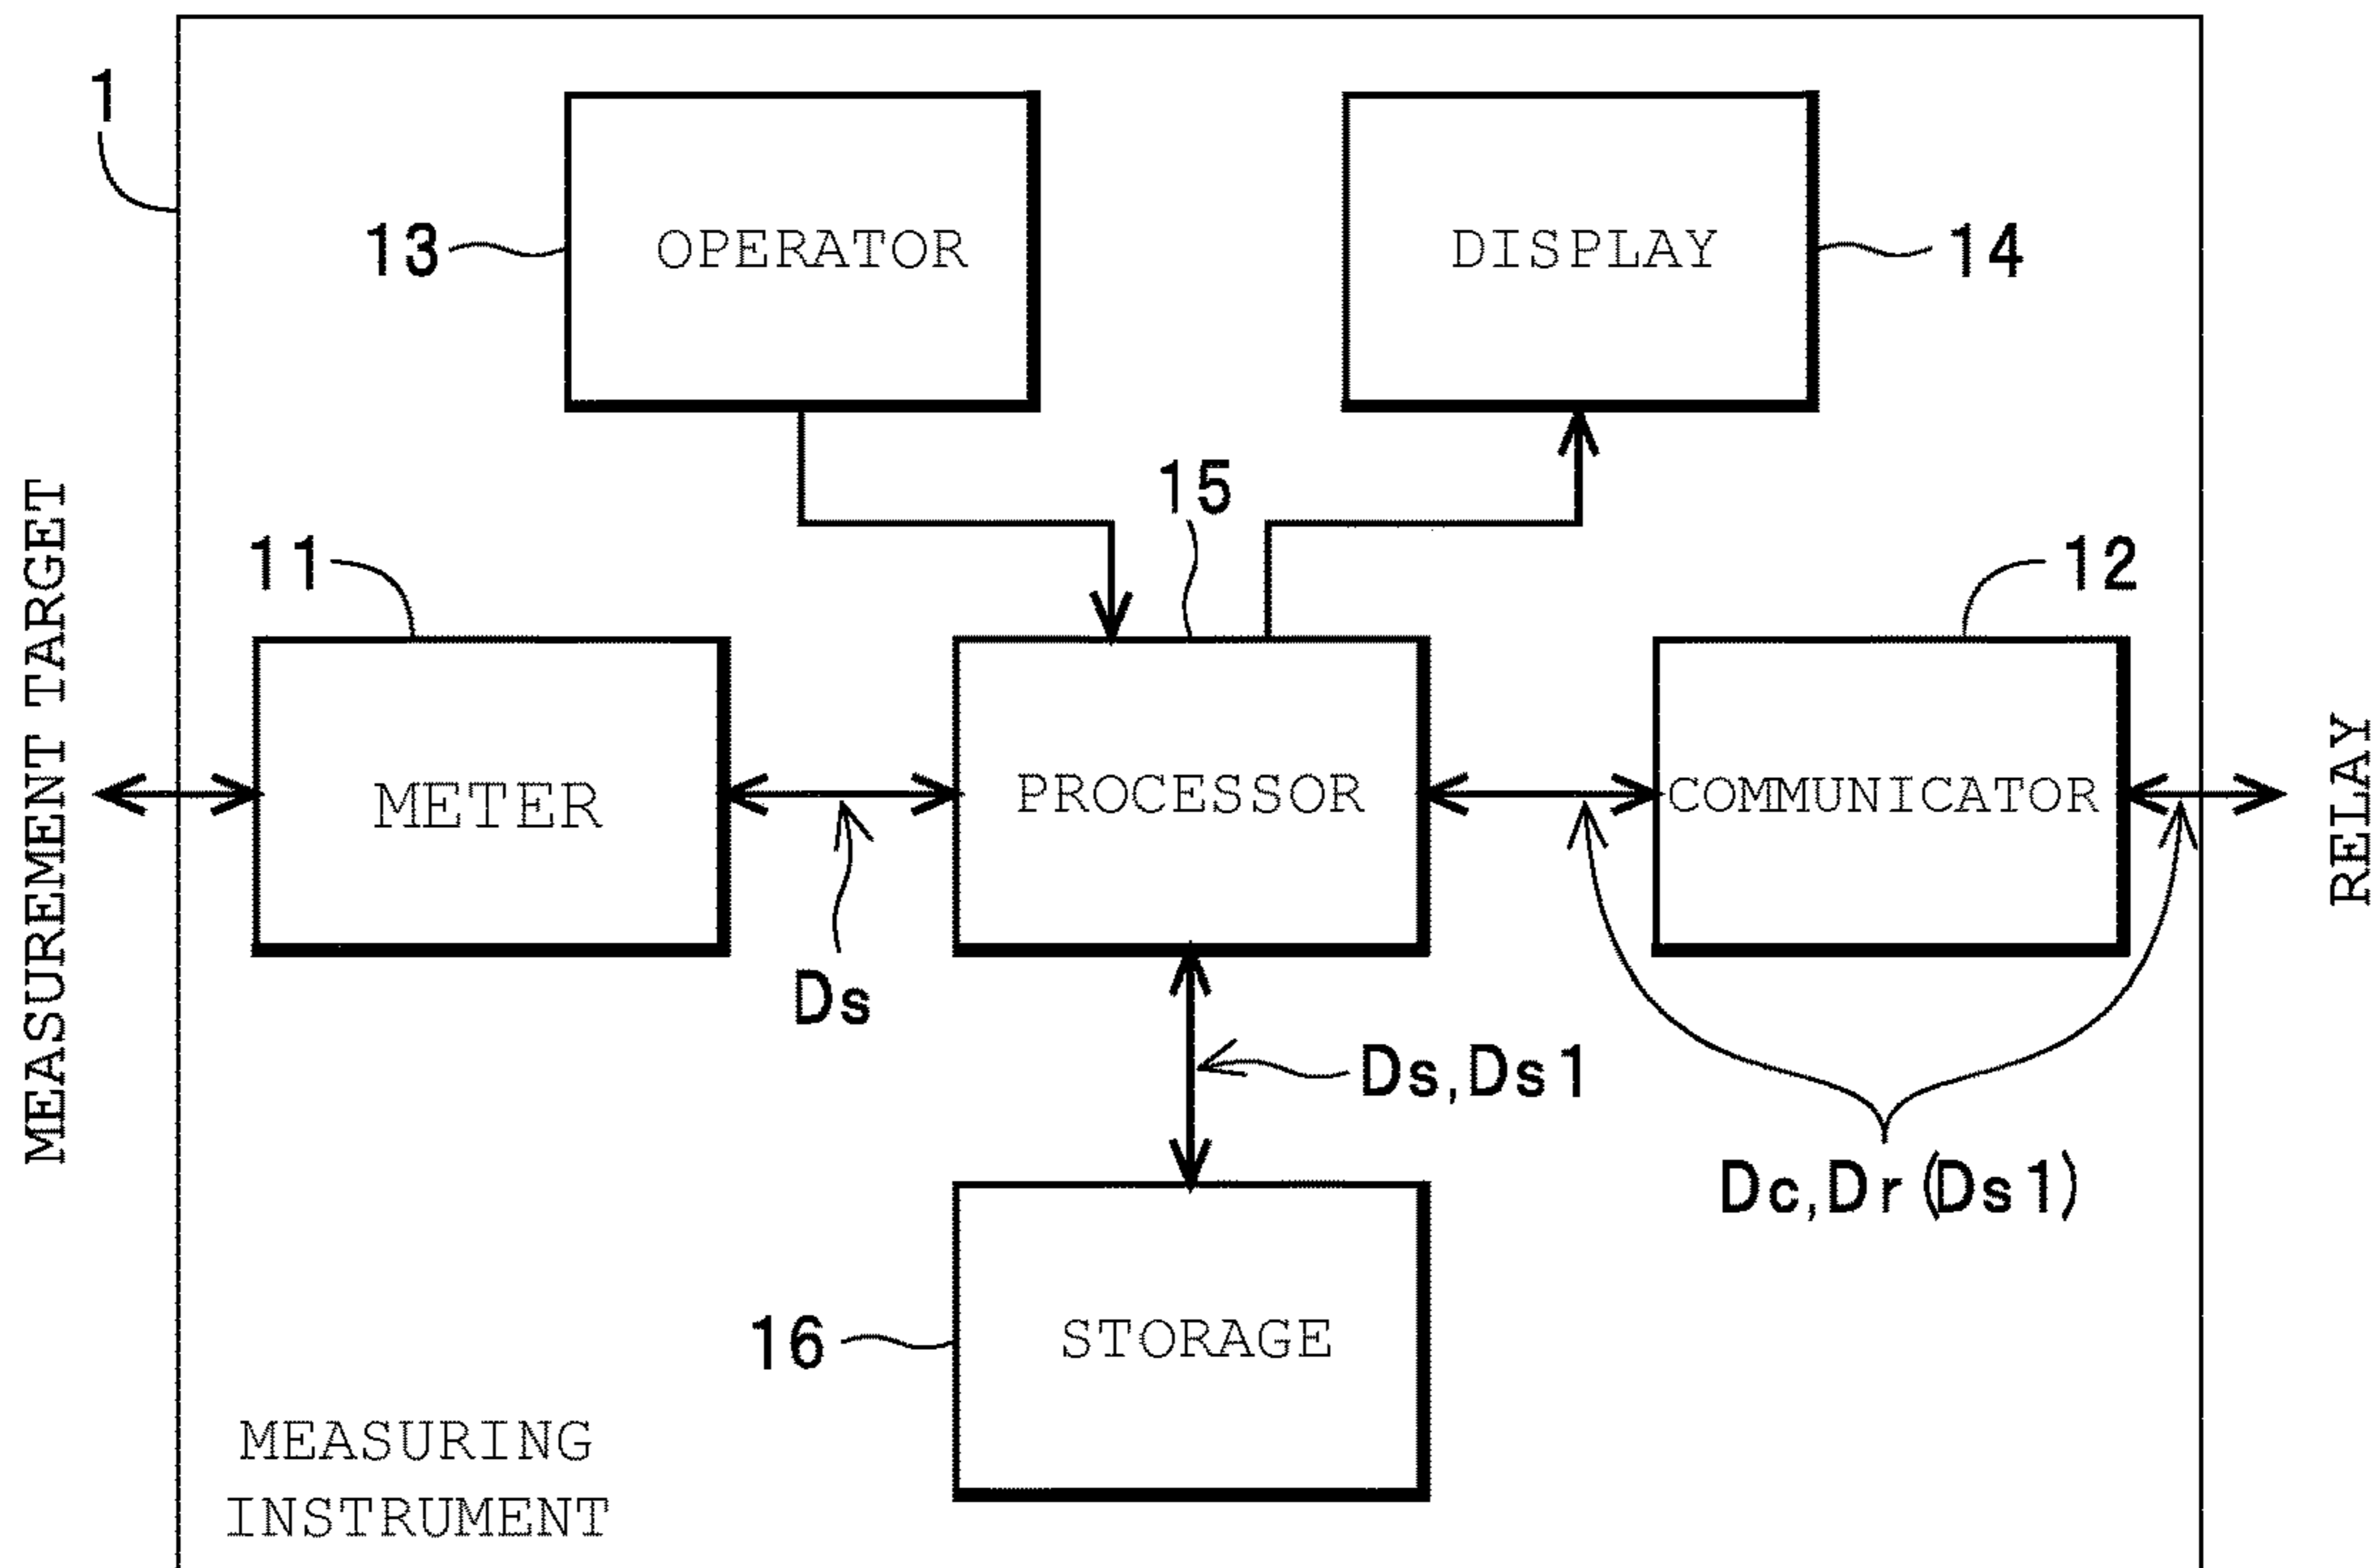 1
13
OPERATOR
DISPLAY
14
MEASUREMENT TARGET
11
15
12
METER
PROCESSOR
COMMUNICATOR
RELAY
Ds
Ds,Ds1
Dc,Dr(Ds1)
16
STORAGE
MEASURING
INSTRUMENT